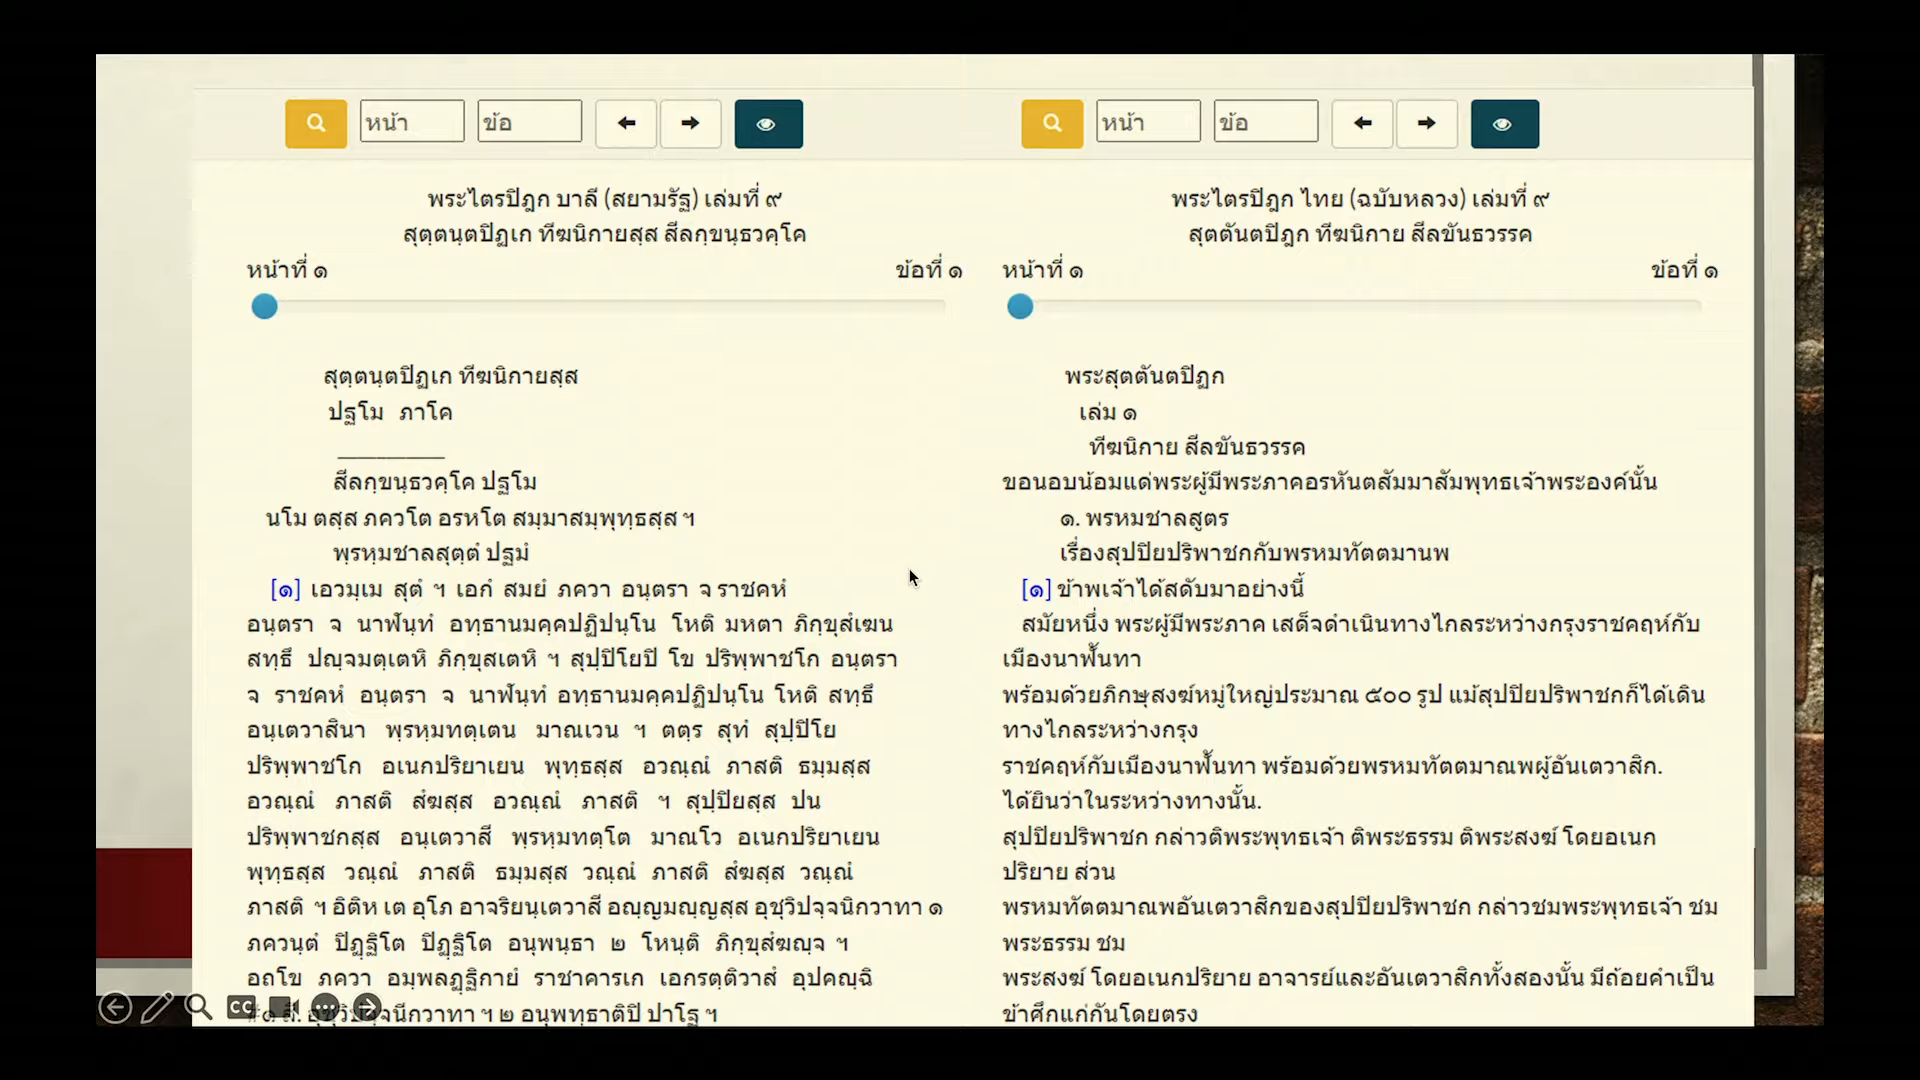 หน้า ข้อ
พระไตรปิฎก บาลี (สยามรัฐ) เล่มที่ ๙
สุตฺตนฺตปิฏเก ทีฆนิกายสฺส สีลกฺขนฺธวคฺโค
หน้าที่ ๑ ข้อที่ ๑
สุตฺตนฺตปิฏเก ทีฆนิกายสฺส
ปฐโม ภาโค
สีลกฺขนฺธวคฺโค ปฐโม
นโม ตสฺส ภควโต อรหโต สมฺมาสมฺพุทฺธสฺส ฯ
พฺรหฺมชาลสุตฺตํ ปฐมํ
[๑] เอวมฺเม สุตํ ฯ เอกํ สมยํ ภควา อนฺตรา จ ราชคหํ
อนฺตรา จ นาฬนฺทํ อทฺธานมคฺคปฏิปนฺโน โหติ มหตา ภิกฺขุสํเฆน
สทฺธึ ปญฺจมตฺเตหิ ภิกฺขุสเตหิ ฯ สุปฺปิโยปิ โข ปริพฺพาชโก อนฺตรา
จ ราชคหํ อนฺตรา จ นาฬนฺทํ อทฺธานมคฺคปฏิปนฺโน โหติ สทฺธึ
อนฺเตวาสินา พฺรหฺมทตฺเตน มาณเวน ฯ ตตฺร สุทํ สุปฺปิโย
ปริพฺพาชโก อเนกปริยาเยน พุทฺธสฺส อวณฺณํ ภาสติ ธมฺมสฺส
อวณฺณํ ภาสติ สํฆสฺส อวณฺณํ ภาสติ ฯ สุปฺปิยสฺส ปน
ปริพฺพาชกสฺส อนฺเตวาสี พฺรหฺมทตฺโต มาณโว อเนกปริยาเยน
พุทฺธสฺส วณฺณํ ภาสติ ธมฺมสฺส วณฺณํ ภาสติ สํฆสฺส วณฺณํ
ภาสติ ฯ อิติห เต อุโภ อาจริยนฺเตวาสี อญฺญมญฺญสฺส อุชุวิปจฺจนิกวาทา ๑
ภควนฺตํ ปิฏฺฐิโต ปิฏฺฐิโต อนุพนฺธา ๒ โหนฺติ ภิกฺขุสํฆญฺจ ฯ
อถโข ภควา อมฺพลฏฺฐิกายํ ราชาคารเก เอกรตฺติวาสํ อุปคญฺฉิ
#๑ สี. อุชุวิปจฺจนีกวาทา ฯ ๒ อนุพทฺธาติปิ ปาโฐ ฯ
หน้า ข้อ
พระไตรปิฎก ไทย (ฉบับหลวง) เล่มที่ ๙
สุตตันตปิฎก ทีฆนิกาย สีลขันธวรรค
หน้าที่ ๑ ข้อที่ ๑
พระสุตตันตปิฎก
เล่ม ๑
ทีฆนิกาย สีลขันธวรรค
ขอนอบน้อมแด่พระผู้มีพระภาคอรหันตสัมมาสัมพุทธเจ้าพระองค์นั้น
๑. พรหมชาลสูตร
เรื่องสุปปิยปริพาชกกับพรหมทัตตมานพ
[๑] ข้าพเจ้าได้สดับมาอย่างนี้
สมัยหนึ่ง พระผู้มีพระภาค เสด็จดำเนินทางไกลระหว่างกรุงราชคฤห์กับ
เมืองนาฬันทา
พร้อมด้วยภิกษุสงฆ์หมู่ใหญ่ประมาณ ๕๐๐ รูป แม้สุปปิยปริพาชกก็ได้เดิน
ทางไกลระหว่างกรุง
ราชคฤห์กับเมืองนาฬันทา พร้อมด้วยพรหมทัตตมาณพผู้อันเตวาสิก.
ได้ยินว่าในระหว่างทางนั้น.
สุปปิยปริพาชก กล่าวติพระพุทธเจ้า ติพระธรรม ติพระสงฆ์ โดยอเนก
ปริยาย ส่วน
พรหมทัตตมาณพอันเตวาสิกของสุปปิยปริพาชก กล่าวชมพระพุทธเจ้า ชม
พระธรรม ชม
พระสงฆ์ โดยอเนกปริยาย อาจารย์และอันเตวาสิกทั้งสองนั้น มีถ้อยคำเป็น
ข้าศึกแก่กันโดยตรง
CC